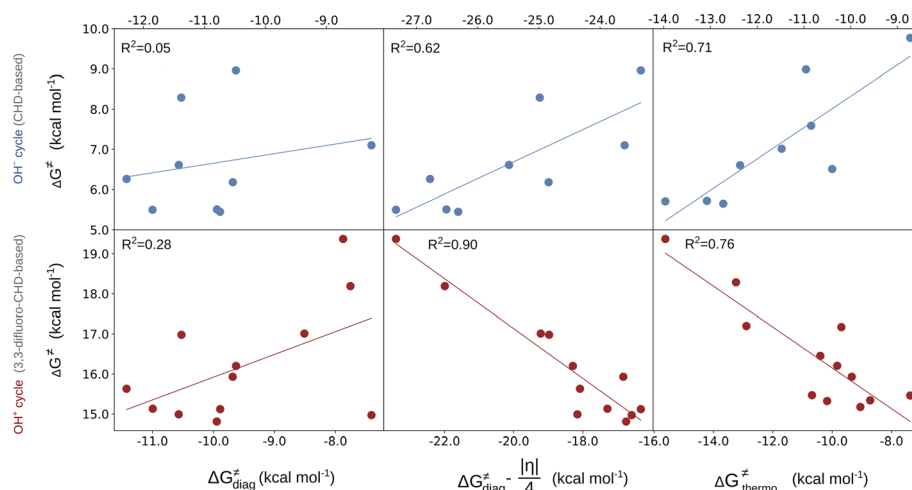 -12.0 -11.0 -10.0 -9.0 -27.0 -26.0 -25.0 -24.0 -14.0 -13.0 -12.0 -11.0 -10.0 -9.0
R²=0.05 R²=0.62 R²=0.71
10.0
9.0
8.0
7.0
6.0
5.0
OH⁻ cycle (CHD-based)
ΔG≠ (kcal mol⁻¹)
R²=0.28 R²=0.90 R²=0.76
19.0
18.0
17.0
16.0
15.0
OH⁺ cycle (3,3-difluoro-CHD-based)
ΔG≠ (kcal mol⁻¹)
-11.0 -10.0 -9.0 -8.0 -22.0 -20.0 -18.0 -16.0 -14.0 -12.0 -10.0 -8.0
ΔG≠diag (kcal mol⁻¹) ΔG≠diag - |η|/4 (kcal mol⁻¹) ΔG≠thermo (kcal mol⁻¹)